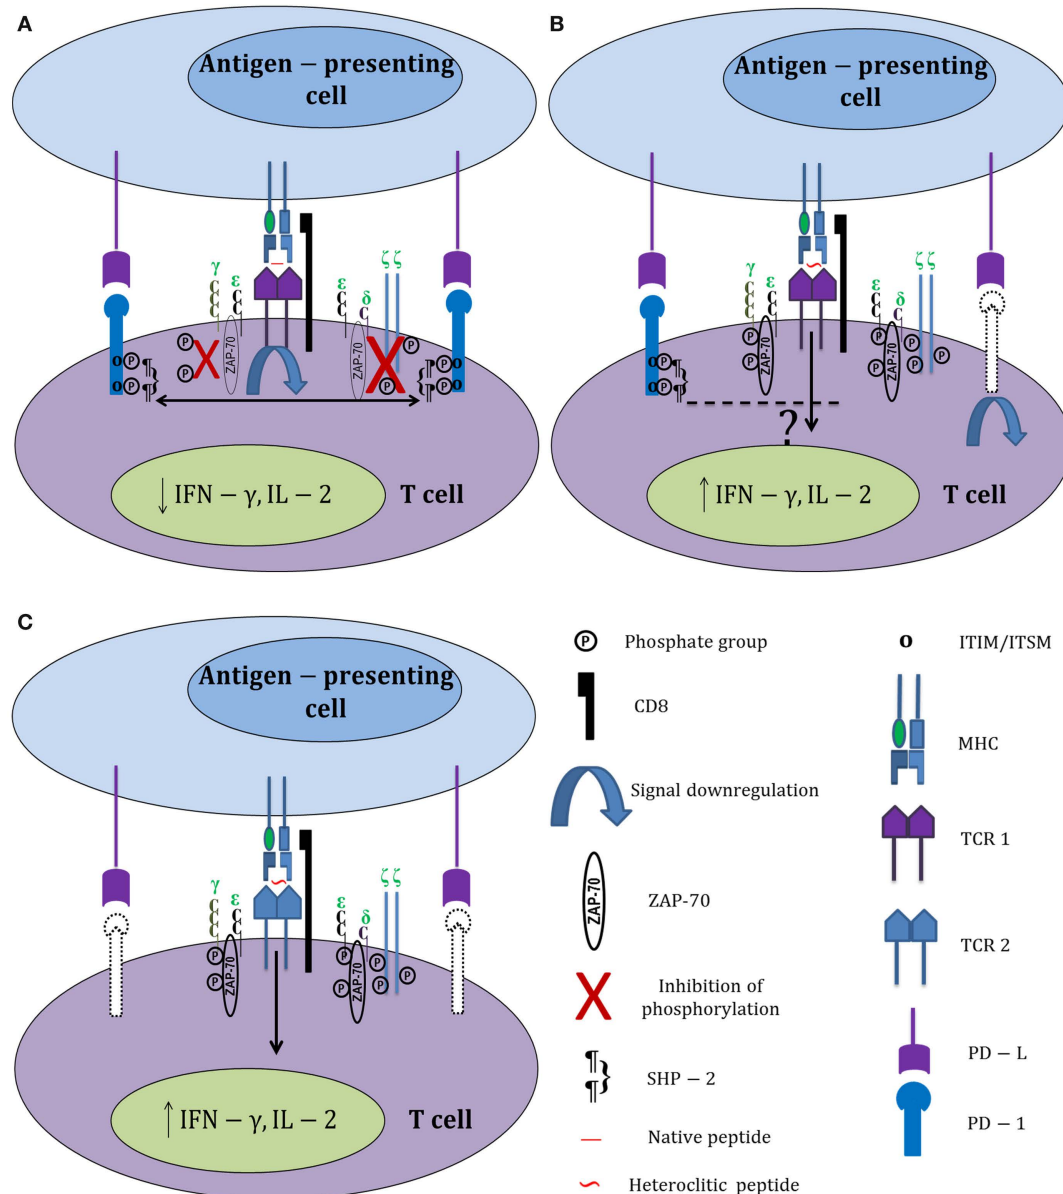 A
Antigen – presenting
cell
γ
ε
C
C
C
C
C
ε
δ
ζ ζ
C
C
C
P
P
ZAP-70
ZAP-70
P
P
o P ¶
o P ¶ }
{ ¶ P o
¶ P o
↓ IFN – γ, IL – 2
T cell
B
Antigen – presenting
cell
γ
ε
C
C
C
C
C
ε
δ
ζ ζ
C
C
C
P
P
ZAP-70
P
P
ZAP-70
P
P
P
o P ¶
o P ¶ }
?
↑ IFN – γ, IL – 2
T cell
C
Antigen – presenting
cell
γ
ε
C
C
C
C
C
ε
δ
ζ ζ
C
C
C
P
P
ZAP-70
P
P
ZAP-70
P
P
P
↑ IFN – γ, IL – 2
T cell
P Phosphate group
CD8
Signal downregulation
ZAP-70 ZAP-70
Inhibition of
phosphorylation
¶
¶ } SHP – 2
Native peptide
Heteroclitic peptide
o ITIM/ITSM
MHC
TCR 1
TCR 2
PD – L
PD – 1